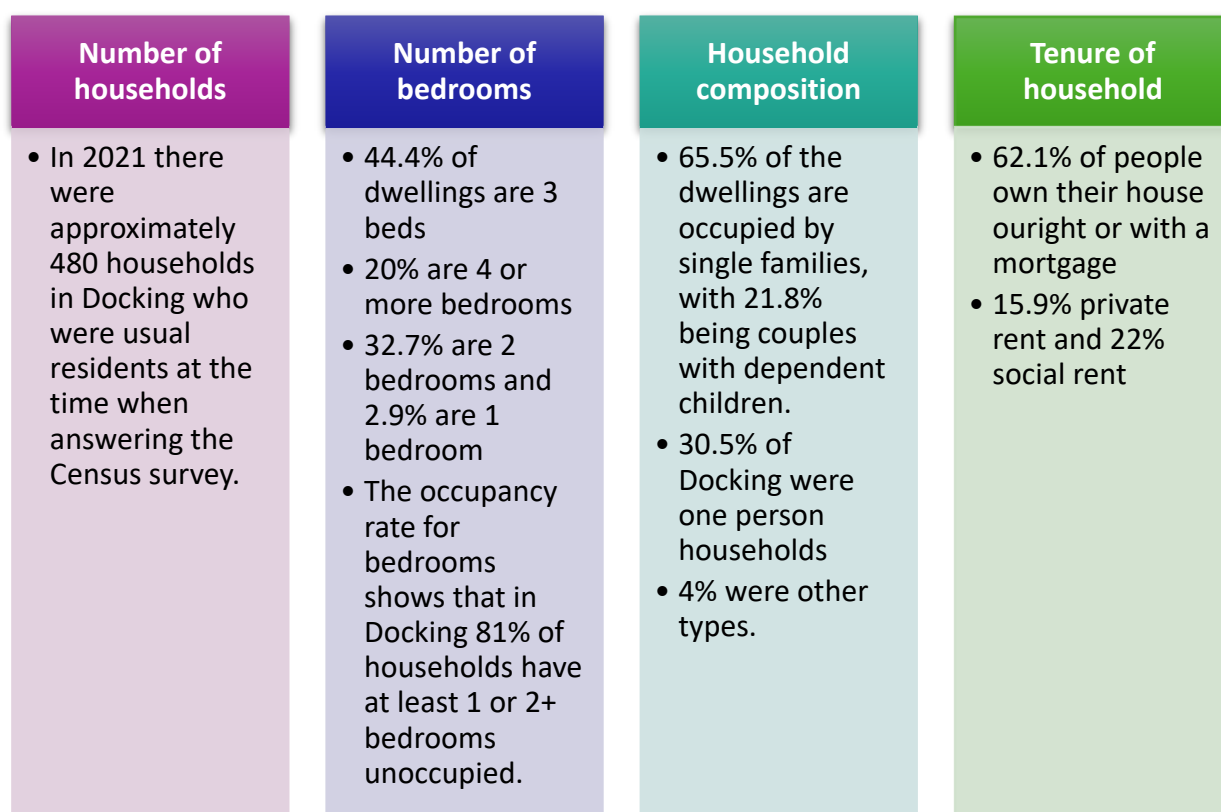 Number of
households
• In 2021 there
were
approximately
480 households
in Docking who
were usual
residents at the
time when
answering the
Census survey.
Number of
bedrooms
• 44.4% of
dwellings are 3
beds
• 20% are 4 or
more bedrooms
• 32.7% are 2
bedrooms and
2.9% are 1
bedroom
• The occupancy
rate for
bedrooms
shows that in
Docking 81% of
households have
at least 1 or 2+
bedrooms
unoccupied.
Household
composition
• 65.5% of the
dwellings are
occupied by
single families,
with 21.8%
being couples
with dependent
children.
• 30.5% of
Docking were
one person
households
• 4% were other
types.
Tenure of
household
• 62.1% of people
own their house
ouright or with a
mortgage
• 15.9% private
rent and 22%
social rent